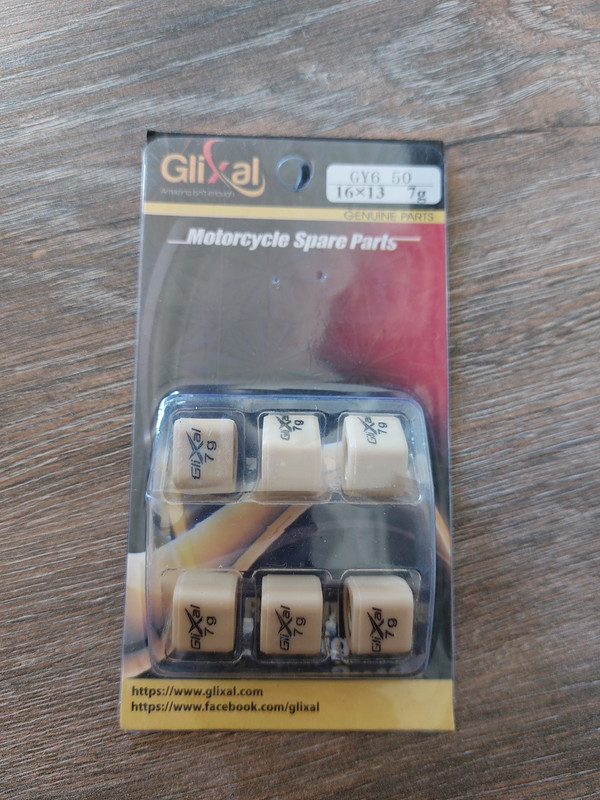 Glixal
GY6 50
16×13 7g
GENUINE PARTS
Motorcycle Spare Parts
Glixal
7g
Glixal
7g
Glixal
7g
Glixal
7g
Glixal
7g
Glixal
7g
https://www.glixal.com
https://www.facebook.com/glixal